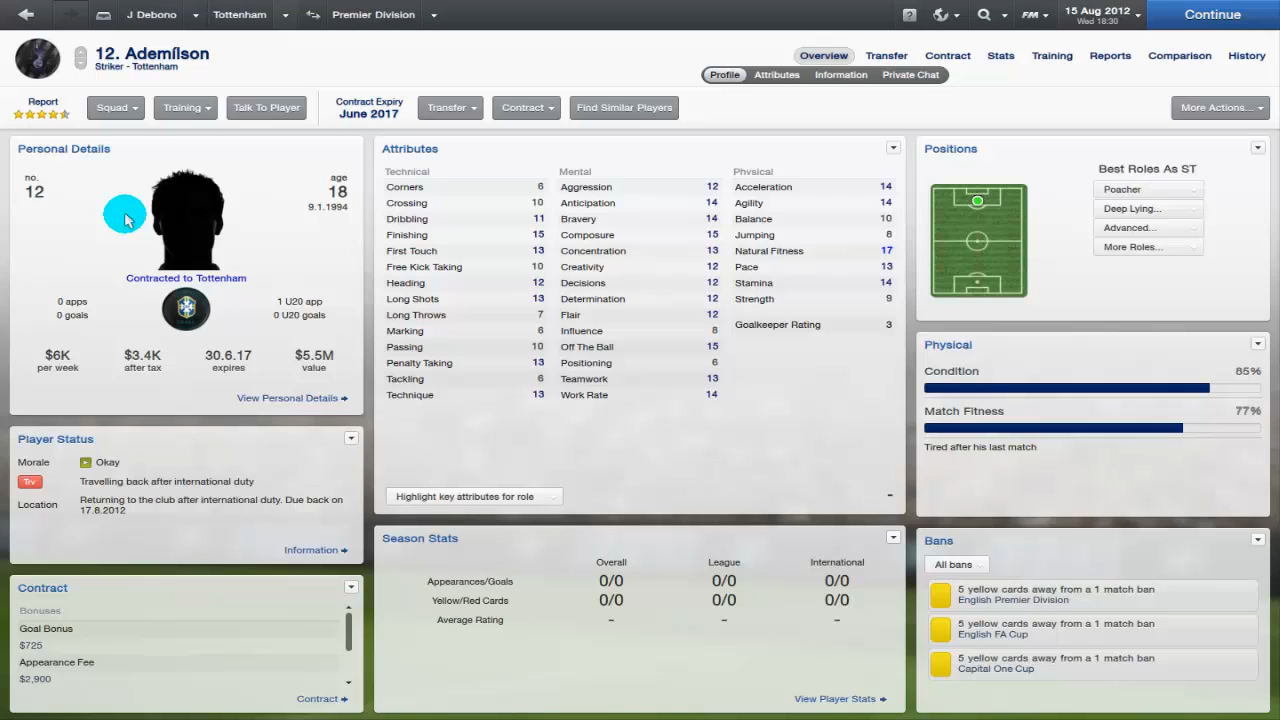 J Debono
Tottenham
Premier Division
?
FM
15 Aug 2012
Wed 18:30
Continue
12. Ademílson
Striker - Tottenham
Overview
Transfer
Contract
Stats
Training
Reports
Comparison
History
Profile
Attributes
Information
Private Chat
Report
Squad
Training
Talk To Player
Contract Expiry
June 2017
Transfer
Contract
Find Similar Players
More Actions...
Personal Details
no.
12
age
18
9.1.1994
Contracted to Tottenham
0 apps
0 goals
1 U20 app
0 U20 goals
$6K
per week
$3.4K
after tax
30.6.17
expires
$5.5M
value
View Personal Details
Player Status
Morale Okay
Trv Travelling back after international duty
Location Returning to the club after international duty. Due back on
17.8.2012
Information
Contract
Bonuses
Goal Bonus
$725
Appearance Fee
$2,900
Contract
Attributes
Technical Mental Physical
Corners 6 Aggression 12 Acceleration 14
Crossing 10 Anticipation 14 Agility 14
Dribbling 11 Bravery 14 Balance 10
Finishing 15 Composure 15 Jumping 8
First Touch 13 Concentration 13 Natural Fitness 17
Free Kick Taking 10 Creativity 12 Pace 13
Heading 12 Decisions 12 Stamina 14
Long Shots 13 Determination 12 Strength 9
Long Throws 7 Flair 12
Marking 6 Influence 8 Goalkeeper Rating 3
Passing 10 Off The Ball 15
Penalty Taking 13 Positioning 6
Tackling 6 Teamwork 13
Technique 13 Work Rate 14
Highlight key attributes for role -
Season Stats
Overall League International
Appearances/Goals 0/0 0/0 0/0
Yellow/Red Cards 0/0 0/0 0/0
Average Rating - - -
View Player Stats
Positions
Best Roles As ST
Poacher
Deep Lying...
Advanced...
More Roles...
Physical
Condition 85%
Match Fitness 77%
Tired after his last match
Bans
All bans
5 yellow cards away from a 1 match ban
English Premier Division
5 yellow cards away from a 1 match ban
English FA Cup
5 yellow cards away from a 1 match ban
Capital One Cup